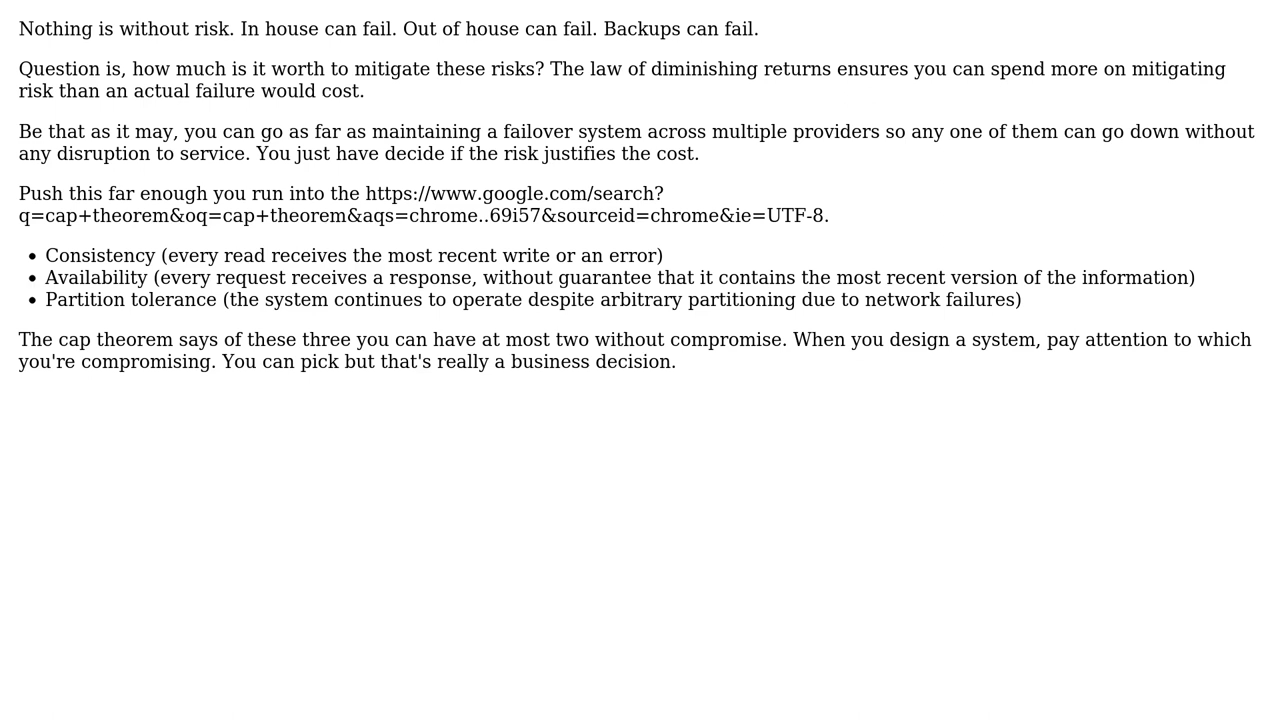 Nothing is without risk. In house can fail. Out of house can fail. Backups can fail.
Question is, how much is it worth to mitigate these risks? The law of diminishing returns ensures you can spend more on mitigating
risk than an actual failure would cost.
Be that as it may, you can go as far as maintaining a failover system across multiple providers so any one of them can go down without
any disruption to service. You just have decide if the risk justifies the cost.
Push this far enough you run into the https://www.google.com/search?
q=cap+theorem&oq=cap+theorem&aqs=chrome..69i57&sourceid=chrome&ie=UTF-8.
• Consistency (every read receives the most recent write or an error)
• Availability (every request receives a response, without guarantee that it contains the most recent version of the information)
• Partition tolerance (the system continues to operate despite arbitrary partitioning due to network failures)
The cap theorem says of these three you can have at most two without compromise. When you design a system, pay attention to which
you're compromising. You can pick but that's really a business decision.